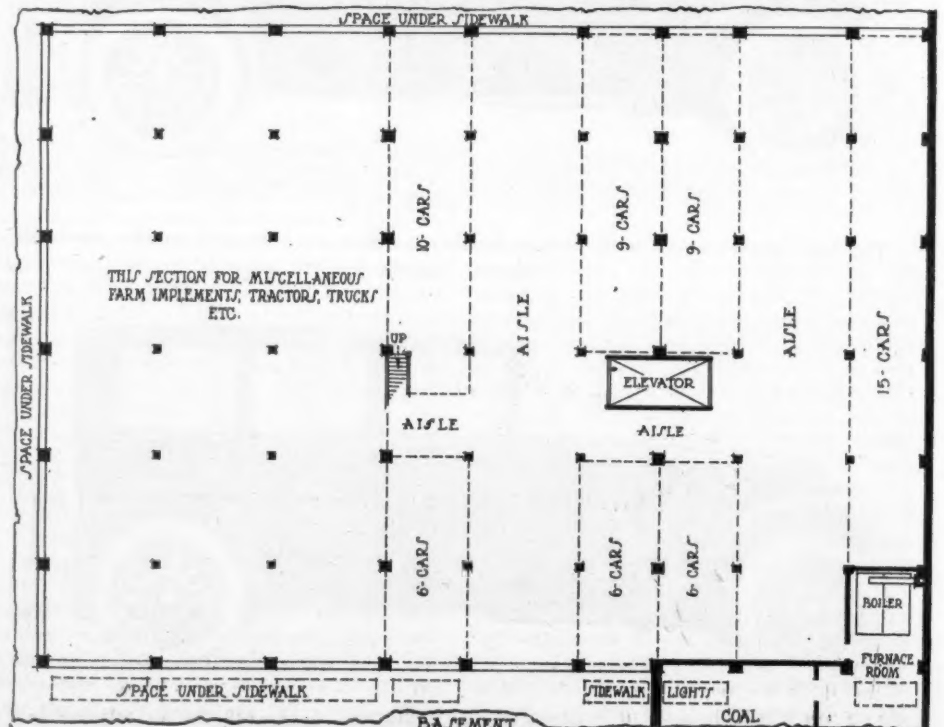 SPACE UNDER SIDEWALK
10- CARS
9- CARS
9- CARS
THIS SECTION FOR MISCELLANEOUS
FARM IMPLEMENTS, TRACTORS, TRUCKS
ETC.
SPACE UNDER SIDEWALK
AISLE
AISLE
15- CARS
UP
ELEVATOR
AISLE
AISLE
6- CARS
6- CARS
6- CARS
BOILER
FURNACE
ROOM
SPACE UNDER SIDEWALK
SIDEWALK LIGHTS
COAL
BASEMENT